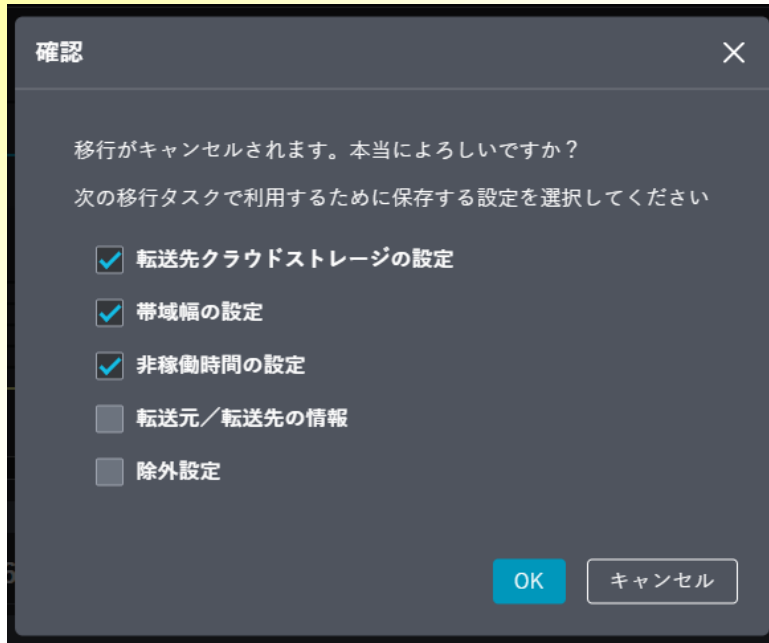 確認
移行がキャンセルされます。本当によろしいですか？
次の移行タスクで利用するために保存する設定を選択してください
転送先クラウドストレージの設定
帯域幅の設定
非稼働時間の設定
転送元／転送先の情報
除外設定
OK キャンセル